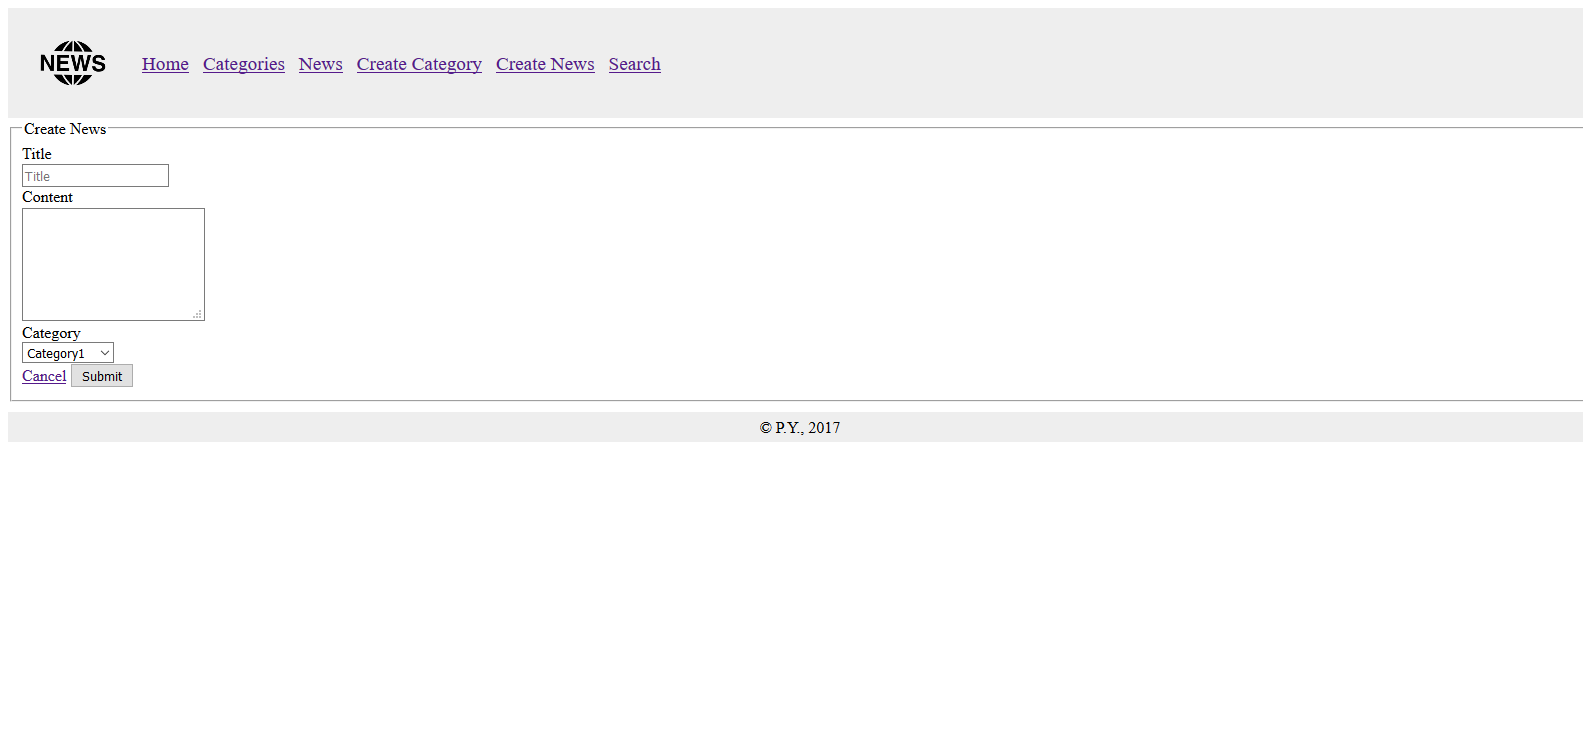 NEWS
Home Categories News Create Category Create News Search
Create News
Title
Title
Content
Category
Category1
Cancel Submit
© P.Y., 2017